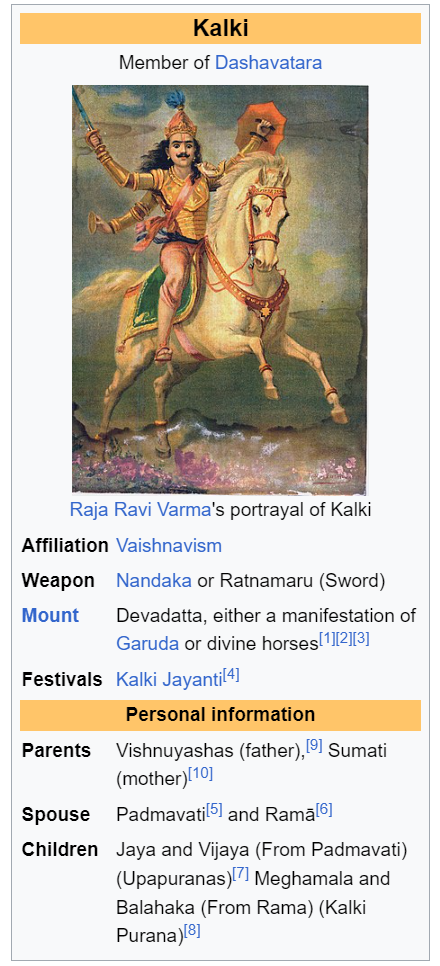 Kalki
Member of Dashavatara
Raja Ravi Varma's portrayal of Kalki
Affiliation Vaishnavism
Weapon Nandaka or Ratnamaru (Sword)
Mount Devadatta, either a manifestation of
Garuda or divine horses[1][2][3]
Festivals Kalki Jayanti[4]
Personal information
Parents Vishnuyashas (father),[9] Sumati
(mother)[10]
Spouse Padmavati[5] and Ramā[6]
Children Jaya and Vijaya (From Padmavati)
(Upapuranas)[7] Meghamala and
Balahaka (From Rama) (Kalki
Purana)[8]